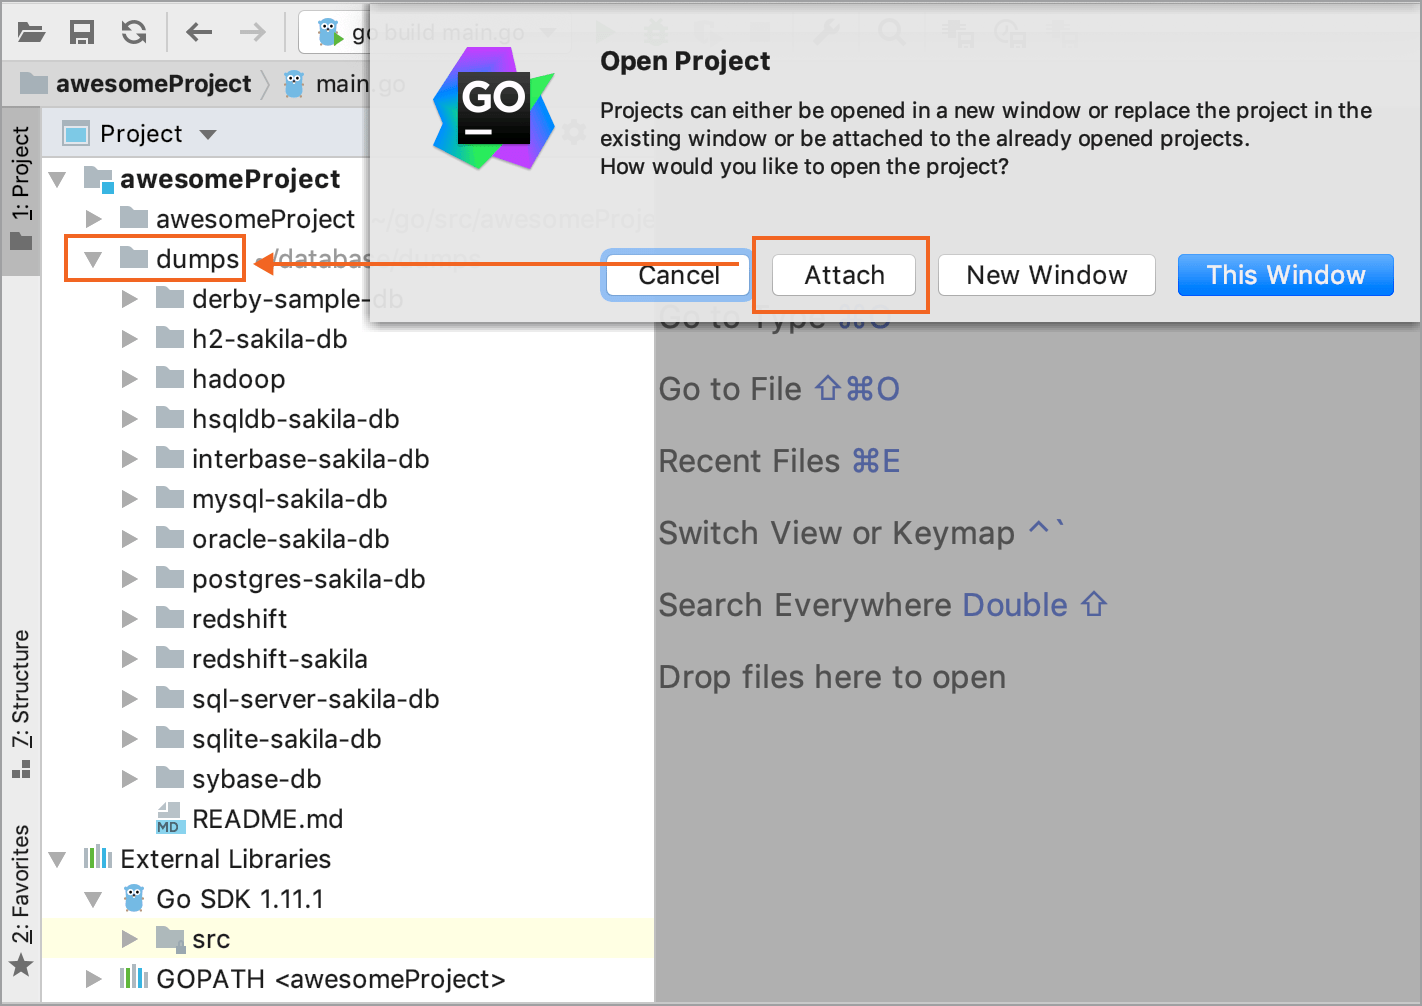 go build main.go
awesomeProject
main.go
GO
Open Project
Projects can either be opened in a new window or replace the project in the
existing window or be attached to the already opened projects.
How would you like to open the project?
Cancel
Attach
New Window
This Window
1: Project
7: Structure
2: Favorites
Project
awesomeProject
awesomeProject ~/go/src/awesomeProje
dumps ~/database/dumps
derby-sample-db
h2-sakila-db
hadoop
hsqldb-sakila-db
interbase-sakila-db
mysql-sakila-db
oracle-sakila-db
postgres-sakila-db
redshift
redshift-sakila
sql-server-sakila-db
sqlite-sakila-db
sybase-db
MD README.md
External Libraries
Go SDK 1.11.1
src
GOPATH <awesomeProject>
Go to Type ⌘O
Go to File ⇧⌘O
Recent Files ⌘E
Switch View or Keymap ^`
Search Everywhere Double ⇧
Drop files here to open